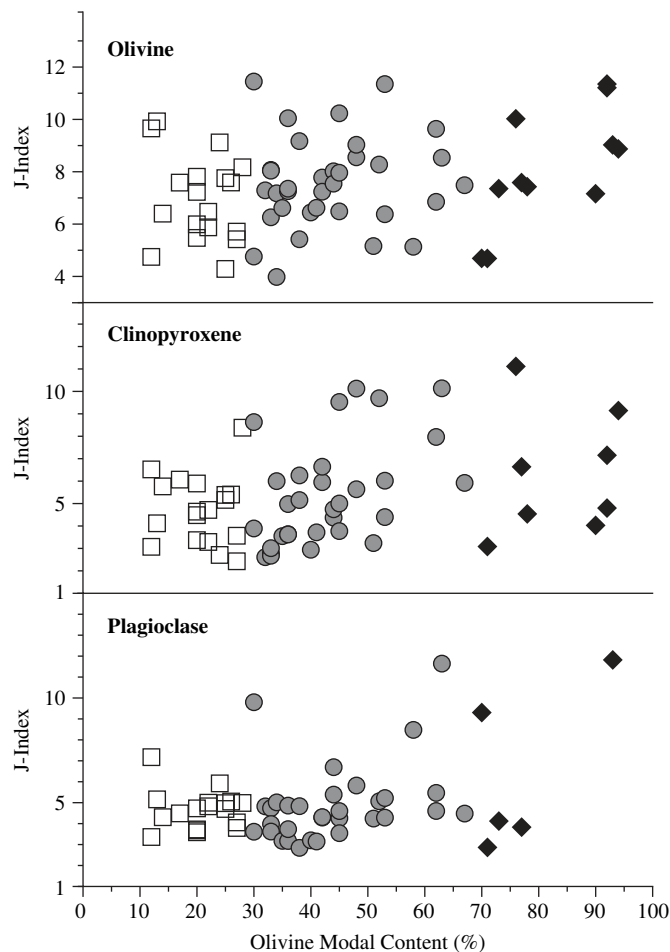 Olivine
12
10
8
6
4
J-Index
Clinopyroxene
10
5
1
J-Index
Plagioclase
10
5
1
J-Index
0 10 20 30 40 50 60 70 80 90 100
Olivine Modal Content (%)